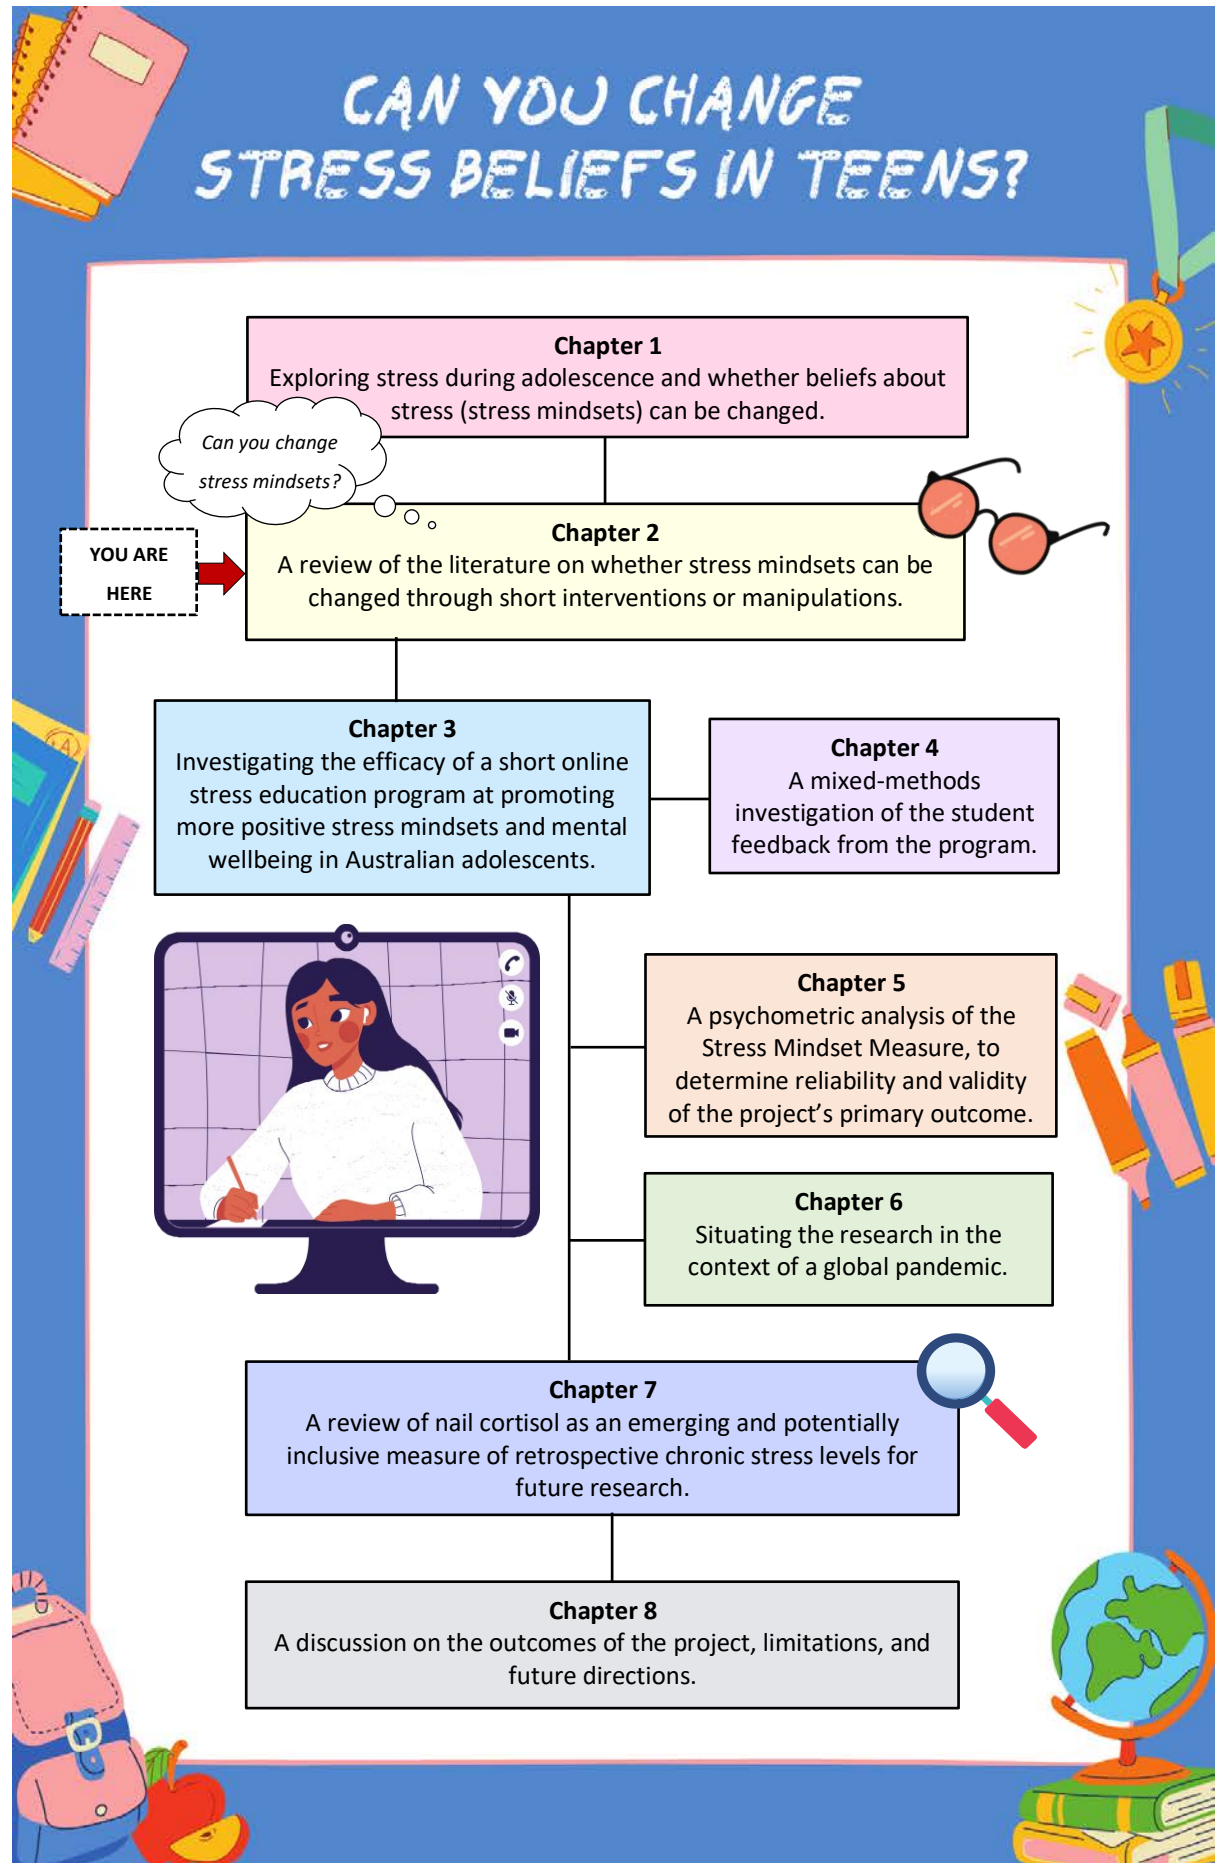 CAN YOU CHANGE
STRESS BELIEFS IN TEENS?
Chapter 1
Exploring stress during adolescence and whether beliefs about
stress (stress mindsets) can be changed.
Can you change
stress mindsets?
YOU ARE
HERE
Chapter 2
A review of the literature on whether stress mindsets can be
changed through short interventions or manipulations.
Chapter 3
Investigating the efficacy of a short online
stress education program at promoting
more positive stress mindsets and mental
wellbeing in Australian adolescents.
Chapter 4
A mixed-methods
investigation of the student
feedback from the program.
Chapter 5
A psychometric analysis of the
Stress Mindset Measure, to
determine reliability and validity
of the project’s primary outcome.
Chapter 6
Situating the research in the
context of a global pandemic.
Chapter 7
A review of nail cortisol as an emerging and potentially
inclusive measure of retrospective chronic stress levels for
future research.
Chapter 8
A discussion on the outcomes of the project, limitations, and
future directions.